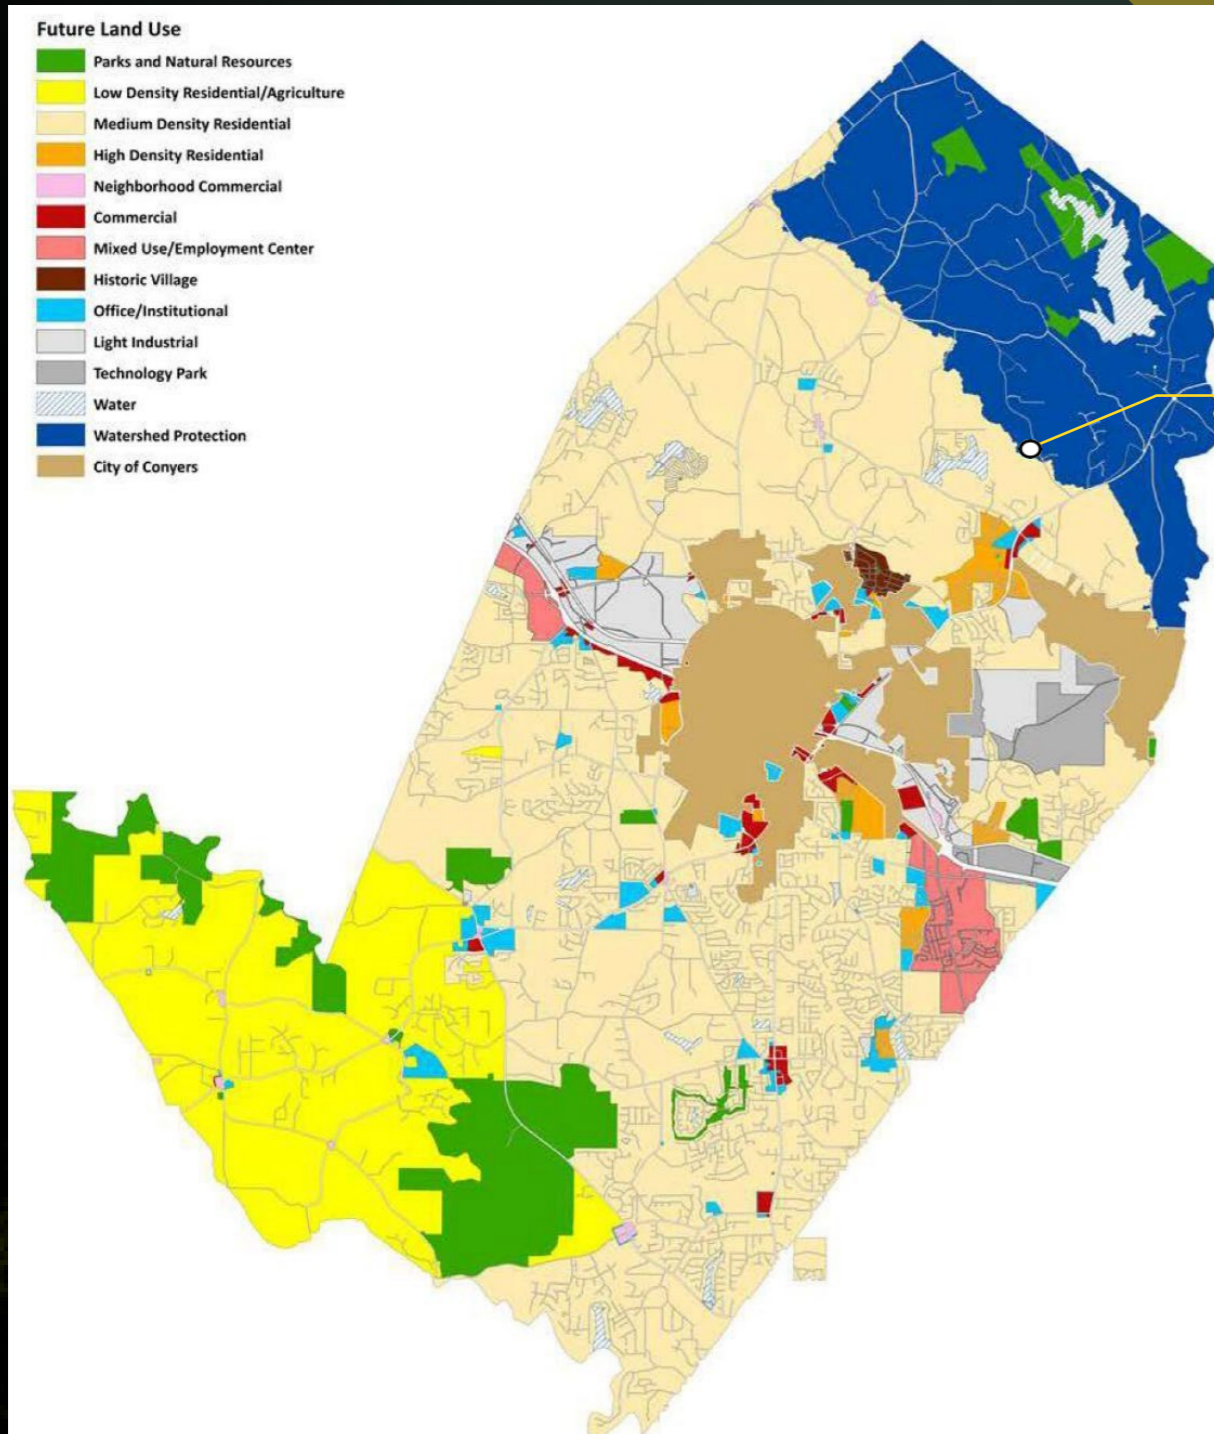 Future Land Use
Parks and Natural Resources
Low Density Residential/Agriculture
Medium Density Residential
High Density Residential
Neighborhood Commercial
Commercial
Mixed Use/Employment Center
Historic Village
Office/Institutional
Light Industrial
Technology Park
Water
Watershed Protection
City of Conyers